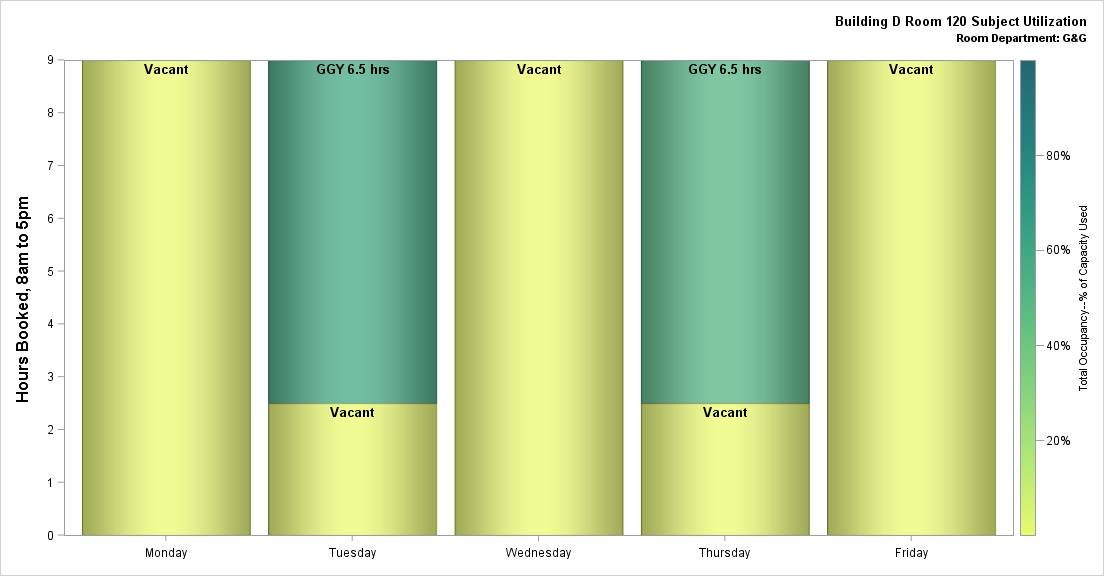 Building D Room 120 Subject Utilization
Room Department: G&G
Hours Booked, 8am to 5pm
9
8
7
6
5
4
3
2
1
0
Vacant
GGY 6.5 hrs
Vacant
GGY 6.5 hrs
Vacant
Vacant
Vacant
Monday
Tuesday
Wednesday
Thursday
Friday
80%
60%
40%
20%
Total Occupancy--% of Capacity Used